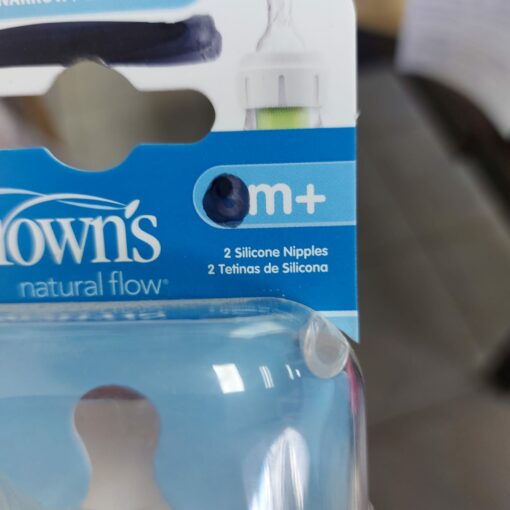 m+
2 Silicone Nipples
2 Tetinas de Silicona
rown's
natural flow